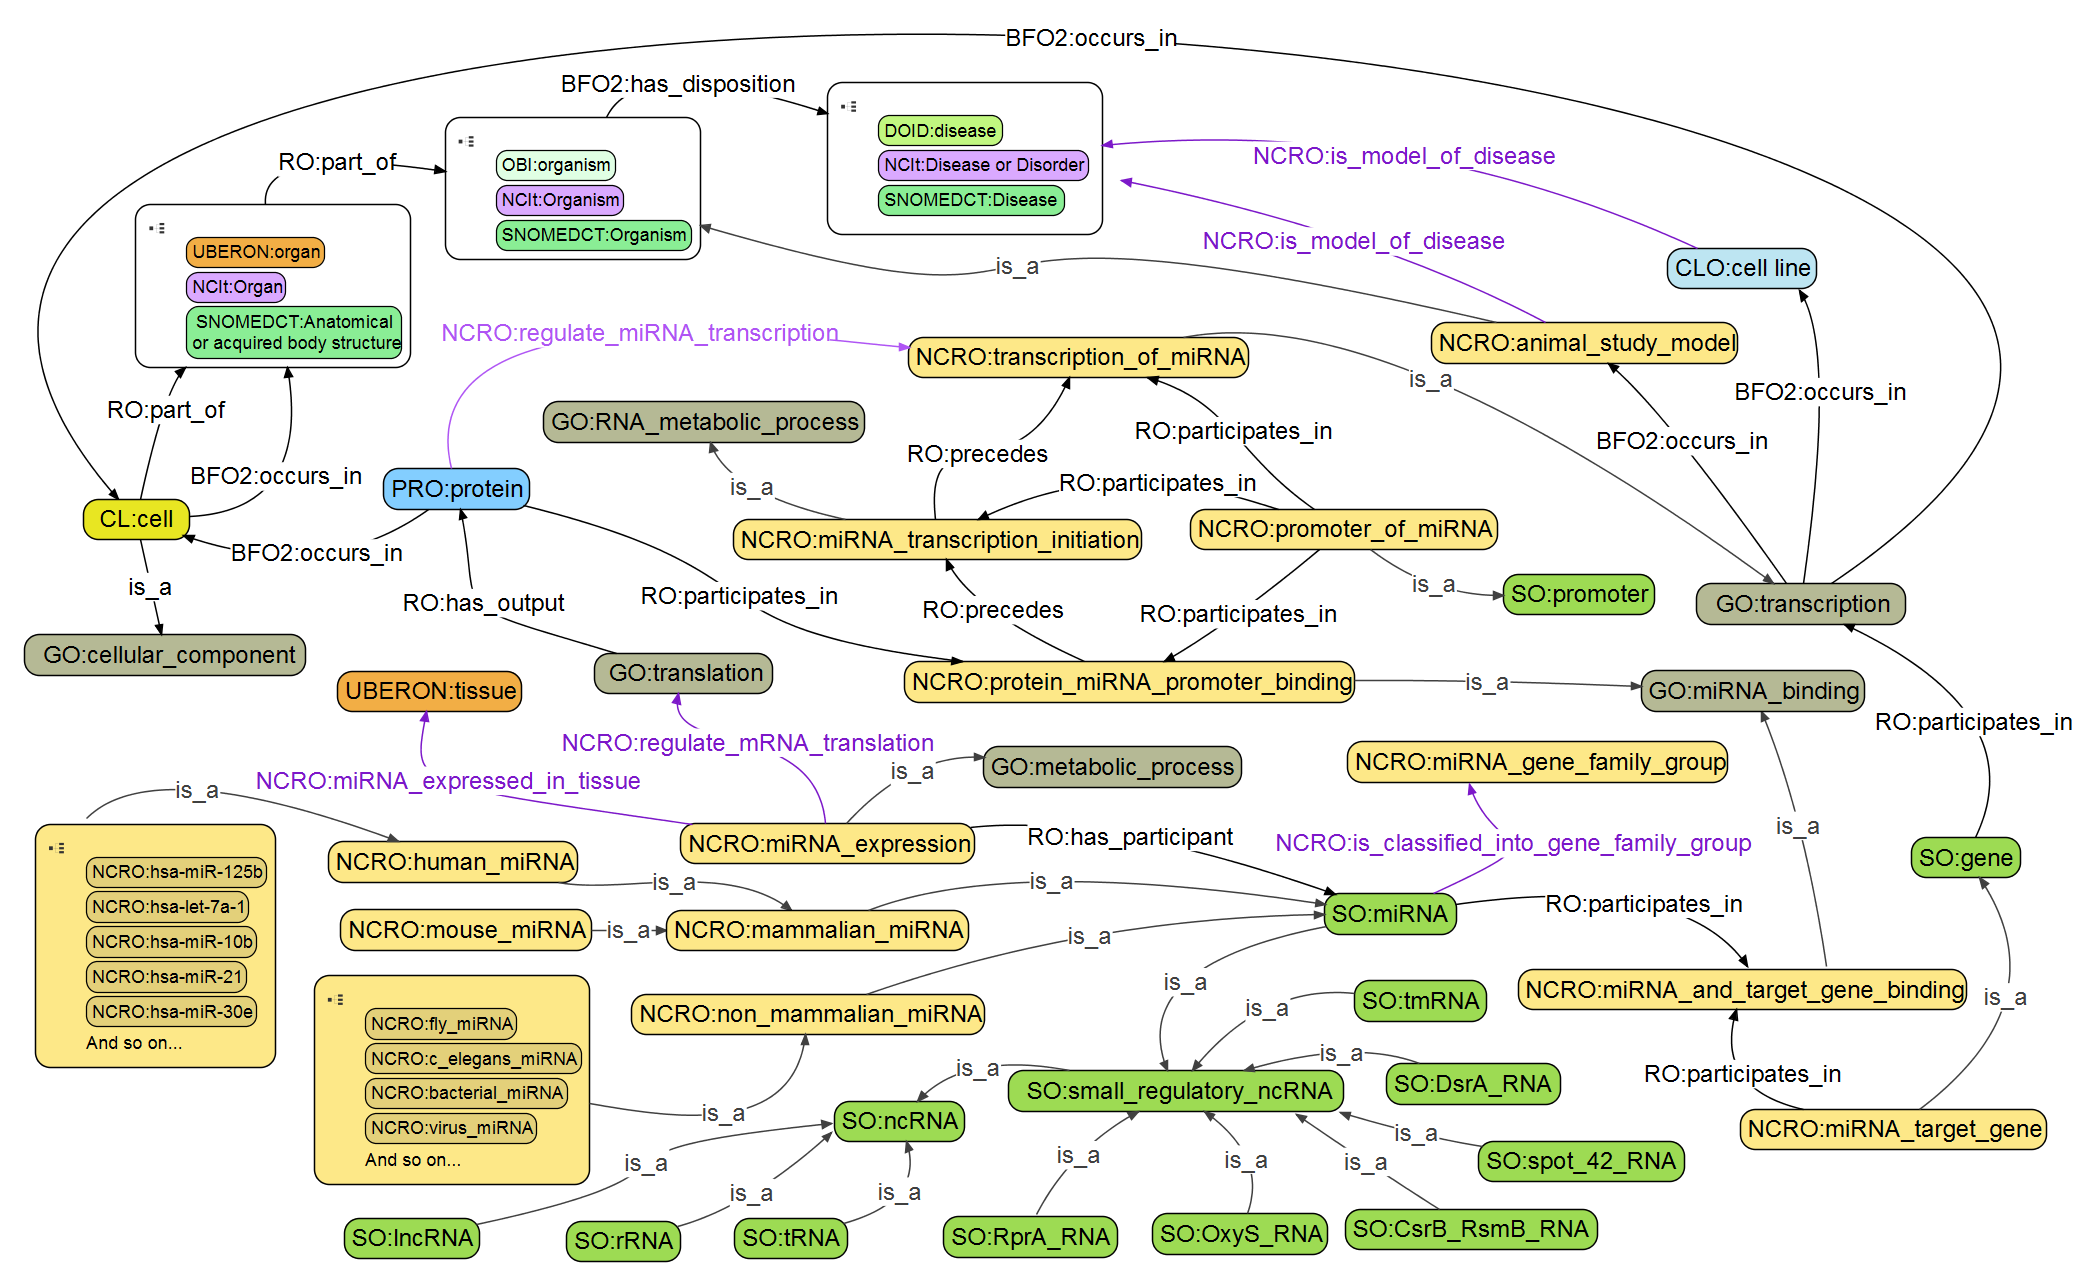 BFO2:occurs_in
BFO2:has_disposition
DOID:disease
NCIt:Disease or Disorder
SNOMEDCT:Disease
OBI:organism
NCIt:Organism
SNOMEDCT:Organism
RO:part_of
NCRO:is_model_of_disease
NCRO:is_model_of_disease
is_a
CLO:cell line
UBERON:organ
NCIt:Organ
SNOMEDCT:Anatomical
or acquired body structure
NCRO:regulate_miRNA_transcription
NCRO:transcription_of_miRNA
NCRO:animal_study_model
is_a
BFO2:occurs_in
RO:part_of
GO:RNA_metabolic_process
RO:participates_in
BFO2:occurs_in
RO:precedes
BFO2:occurs_in
PRO:protein
is_a
RO:participates_in
CL:cell
NCRO:miRNA_transcription_initiation
NCRO:promoter_of_miRNA
BFO2:occurs_in
is_a
RO:has_output
RO:participates_in
RO:precedes
RO:participates_in
is_a
SO:promoter
GO:transcription
GO:cellular_component
GO:translation
UBERON:tissue
NCRO:protein_miRNA_promoter_binding
is_a
GO:miRNA_binding
RO:participates_in
NCRO:regulate_mRNA_translation
NCRO:miRNA_expressed_in_tissue
is_a
GO:metabolic_process
NCRO:miRNA_gene_family_group
is_a
NCRO:miRNA_expression
RO:has_participant
NCRO:is_classified_into_gene_family_group
is_a
SO:gene
NCRO:hsa-miR-125b
NCRO:hsa-let-7a-1
NCRO:hsa-miR-10b
NCRO:hsa-miR-21
NCRO:hsa-miR-30e
And so on...
NCRO:human_miRNA
is_a
is_a
SO:miRNA
RO:participates_in
NCRO:mouse_miRNA
is_a
NCRO:mammalian_miRNA
is_a
is_a
SO:tmRNA
NCRO:miRNA_and_target_gene_binding
is_a
NCRO:fly_miRNA
NCRO:c_elegans_miRNA
NCRO:bacterial_miRNA
NCRO:virus_miRNA
And so on...
NCRO:non_mammalian_miRNA
is_a
is_a
is_a
is_a
SO:small_regulatory_ncRNA
SO:DsrA_RNA
RO:participates_in
is_a
SO:ncRNA
is_a
NCRO:miRNA_target_gene
is_a
is_a
is_a
is_a
SO:spot_42_RNA
is_a
is_a
SO:lncRNA
SO:rRNA
SO:tRNA
SO:RprA_RNA
SO:OxyS_RNA
SO:CsrB_RsmB_RNA